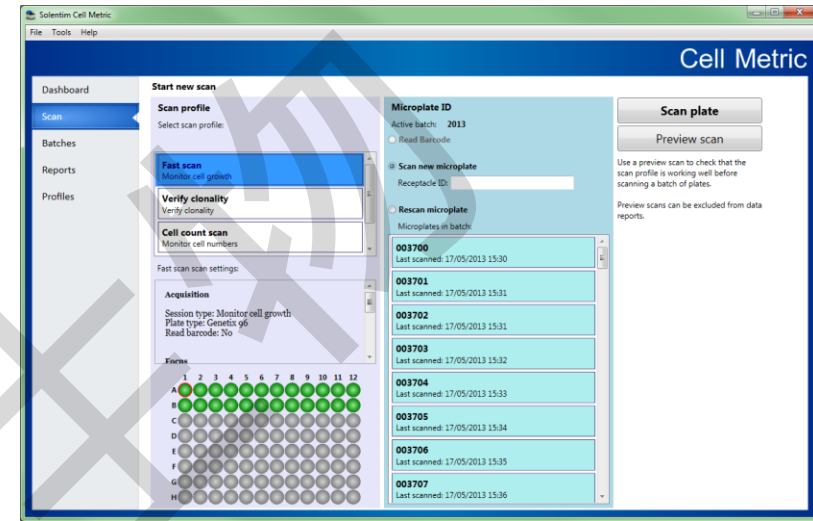 Solentim Cell Metric
File Tools Help
Cell Metric
Dashboard
Scan
Batches
Reports
Profiles
Start new scan
Scan profile
Select scan profile:
Fast scan
Monitor cell growth
Verify clonality
Verify clonality
Cell count scan
Monitor cell numbers
Fast scan scan settings:
Acquisition
Session type: Monitor cell growth
Plate type: Genetix 96
Read barcode: No
Focus
1 2 3 4 5 6 7 8 9 10 11 12
A
B
C
D
E
F
G
H
Microplate ID
Active batch: 2013
Read Barcode
Scan new microplate
Receptacle ID:
Rescan microplate
Microplates in batch:
003700
Last scanned: 17/05/2013 15:30
003701
Last scanned: 17/05/2013 15:31
003702
Last scanned: 17/05/2013 15:31
003703
Last scanned: 17/05/2013 15:32
003704
Last scanned: 17/05/2013 15:33
003705
Last scanned: 17/05/2013 15:34
003706
Last scanned: 17/05/2013 15:35
003707
Last scanned: 17/05/2013 15:36
Scan plate
Preview scan
Use a preview scan to check that the
scan profile is working well before
scanning a batch of plates.
Preview scans can be excluded from data
reports.